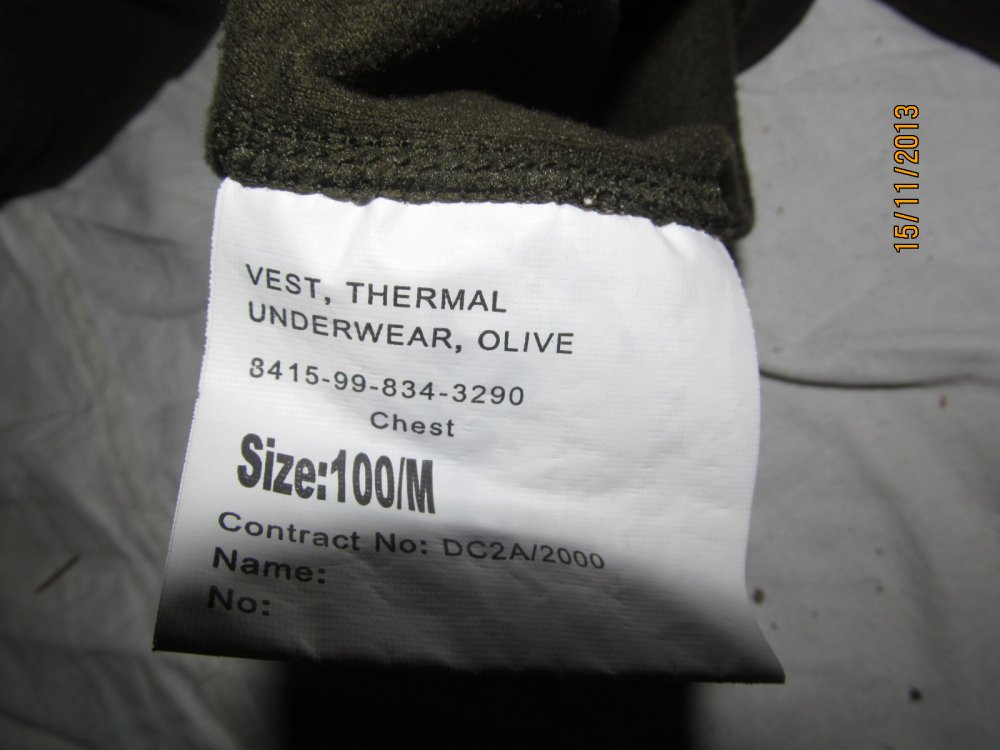 VEST, THERMAL
UNDERWEAR, OLIVE
8415-99-834-3290
Chest
Size:100/M
Contract No: DC2A/2000
Name:
No:
15/11/2013